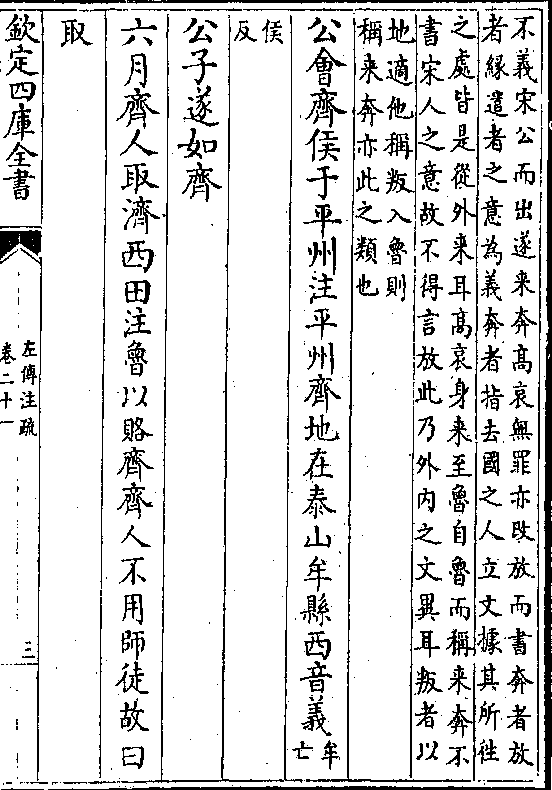 不義宋公而出遂来奔髙哀無罪亦改放而書奔者放
者縁遣者之意為義奔者指去國之人立文據其所往
之處皆是從外来耳髙哀身来至魯自魯而稱来奔不
書宋人之意故不得言放此乃外内之文異耳叛者以
地適他稱叛入魯則
稱来奔亦此之類也
公會齊侯于平州注平州齊地在泰山牟縣西音義
牟
亡
侯
反
公子遂如齊
六月齊人取濟西田注魯以賂齊齊人不用師徒故曰
取
欽定四庫全書
左傳注疏
卷二十一
三